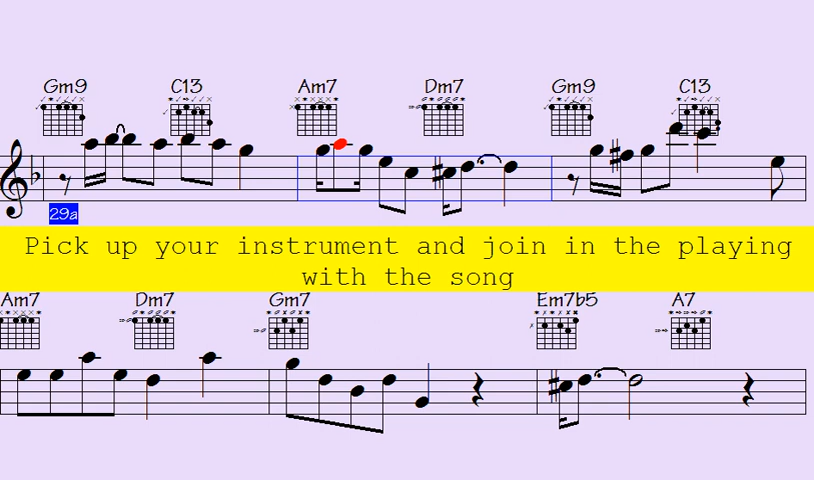 Gm9 C13 Am7 Dm7 Gm9 C13
29a
Pick up your instrument and join in the playing
with the song
Am7 Dm7 Gm7 Em7b5 A7